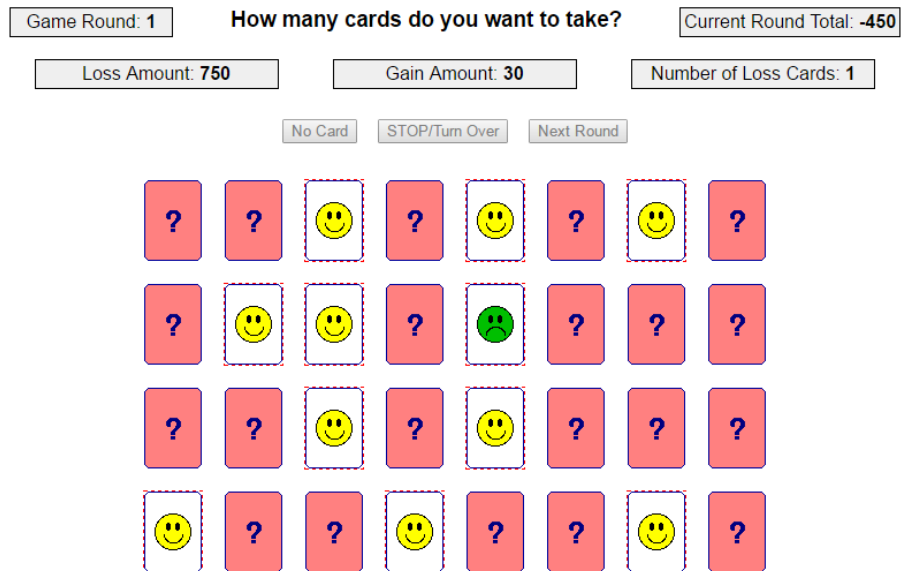 Game Round: 1
How many cards do you want to take?
Current Round Total: -450
Loss Amount: 750
Gain Amount: 30
Number of Loss Cards: 1
No Card
STOP/Turn Over
Next Round
? ? ? ? ?
? ? ? ? ?
? ? ? ? ? ?
? ? ? ? ?